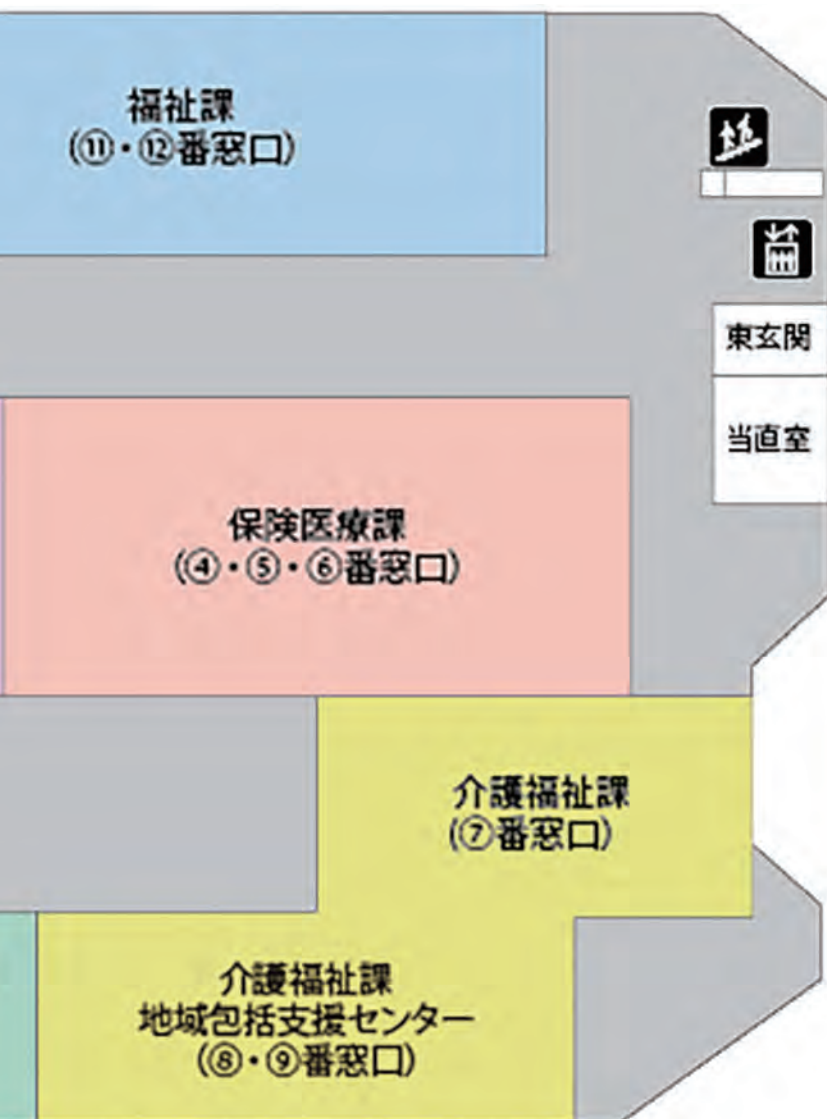 福祉課
(⑪・⑫番窓口)
東玄関
当直室
保険医療課
(④・⑤・⑥番窓口)
介護福祉課
(⑦番窓口)
介護福祉課
地域包括支援センター
(⑧・⑨番窓口)